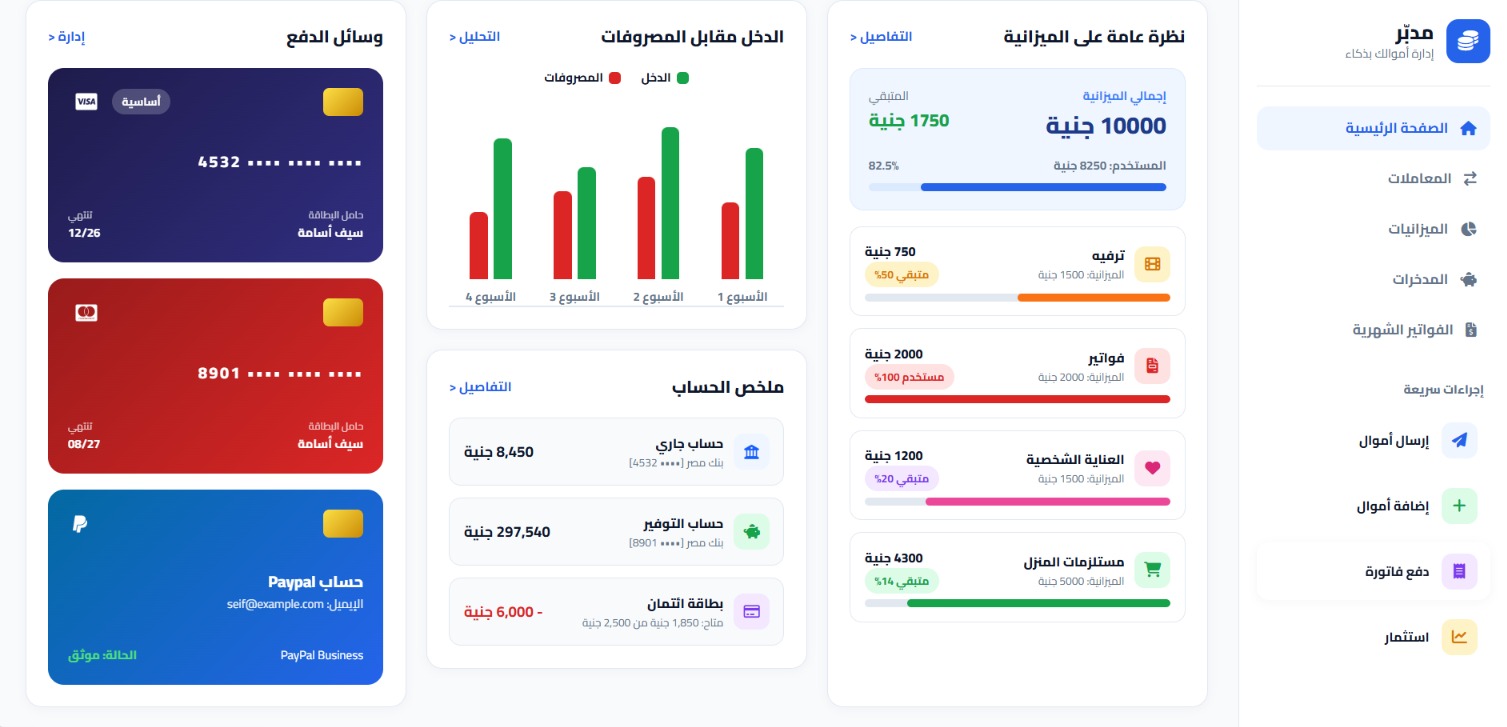 مدبّر
إدارة أموالك بذكاء
الصفحة الرئيسية
المعاملات
الميزانيات
المدخرات
الفواتير الشهرية
إجراءات سريعة
إرسال أموال
إضافة أموال
دفع فاتورة
استثمار
نظرة عامة على الميزانية
التفاصيل >
إجمالي الميزانية
المتبقي
10000 جنية
1750 جنية
المستخدم: 8250 جنية
82.5%
ترفيه
750 جنية
الميزانية: 1500 جنية
متبقي 50%
فواتير
2000 جنية
الميزانية: 2000 جنية
مستخدم 100%
العناية الشخصية
1200 جنية
الميزانية: 1500 جنية
متبقي 20%
مستلزمات المنزل
4300 جنية
الميزانية: 5000 جنية
متبقي 14%
الدخل مقابل المصروفات
التحليل >
الدخل
المصروفات
الأسبوع 1
الأسبوع 2
الأسبوع 3
الأسبوع 4
ملخص الحساب
التفاصيل >
حساب جاري
بنك مصر [•••• 4532]
8,450 جنية
حساب التوفير
بنك مصر [•••• 8901]
297,540 جنية
بطاقة ائتمان
متاح: 1,850 جنية من 2,500 جنية
- 6,000 جنية
وسائل الدفع
إدارة >
أساسية
VISA
•••• •••• •••• 4532
حامل البطاقة
تنتهي
سيف أسامة
12/26
•••• •••• •••• 8901
حامل البطاقة
تنتهي
سيف أسامة
08/27
حساب Paypal
الإيميل: seif@example.com
PayPal Business
الحالة: موثق